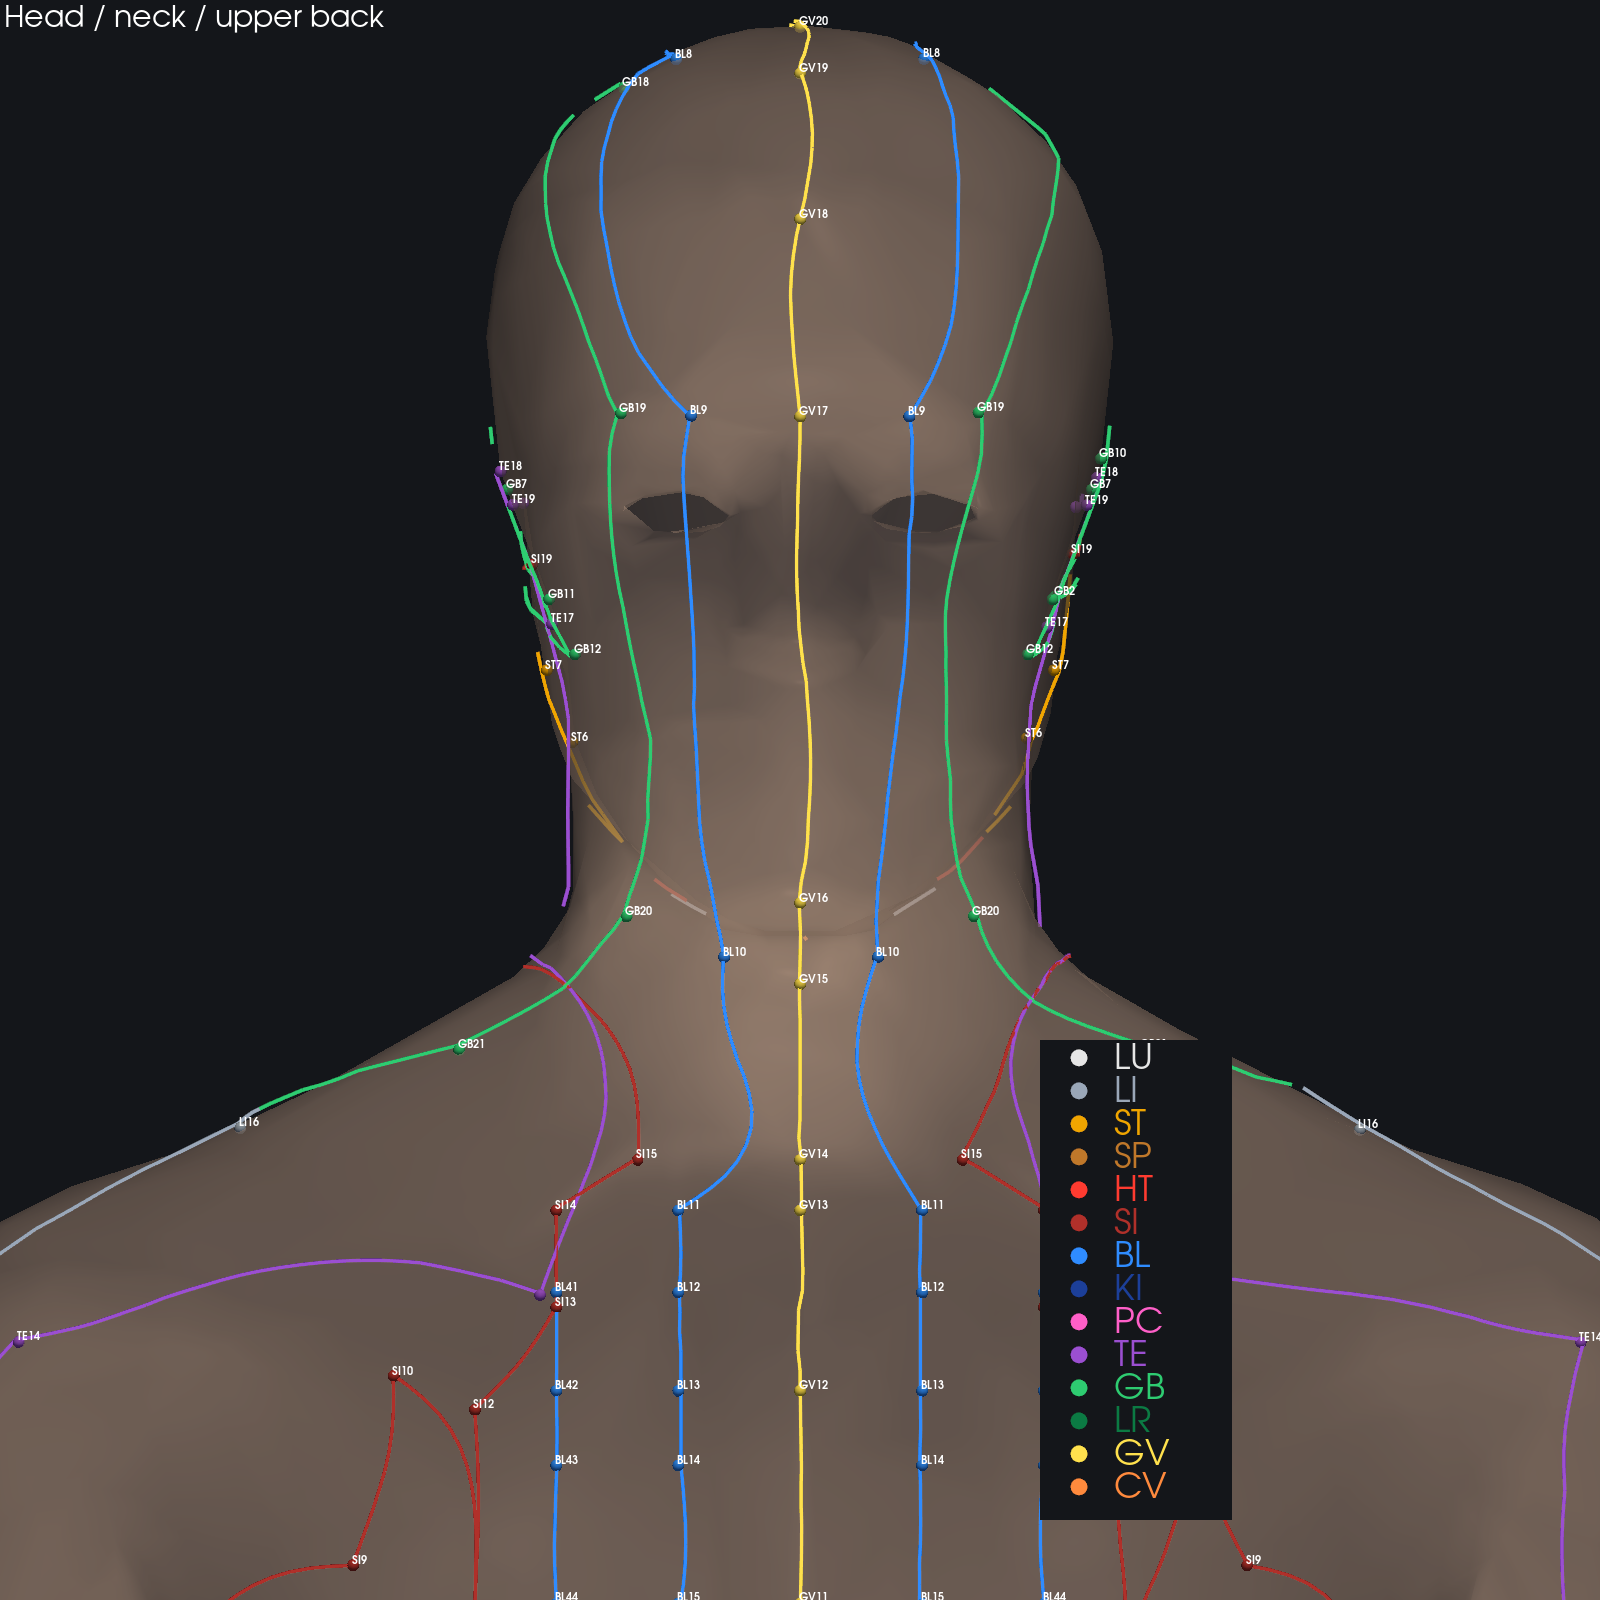 Head / neck / upper back
GV20
BL8
BL8
GV19
GB18
GV18
GB19
BL9
GV17
BL9
GB19
GB10
TE18
TE18
GB7
GB7
TE19
TE19
SI19
SI19
GB11
GB2
TE17
TE17
GB12
GB12
ST7
ST7
ST6
ST6
GV16
GB20
GB20
BL10
BL10
GV15
GB21
LI16
LI16
SI15
GV14
SI15
SI14
BL11
GV13
BL11
BL41
BL12
BL12
SI13
TE14
TE14
SI10
BL42
BL13
GV12
BL13
SI12
BL43
BL14
BL14
SI9
SI9
BL44
BL15
GV11
BL15
BL44
LU
LI
ST
SP
HT
SI
BL
KI
PC
TE
GB
LR
GV
CV